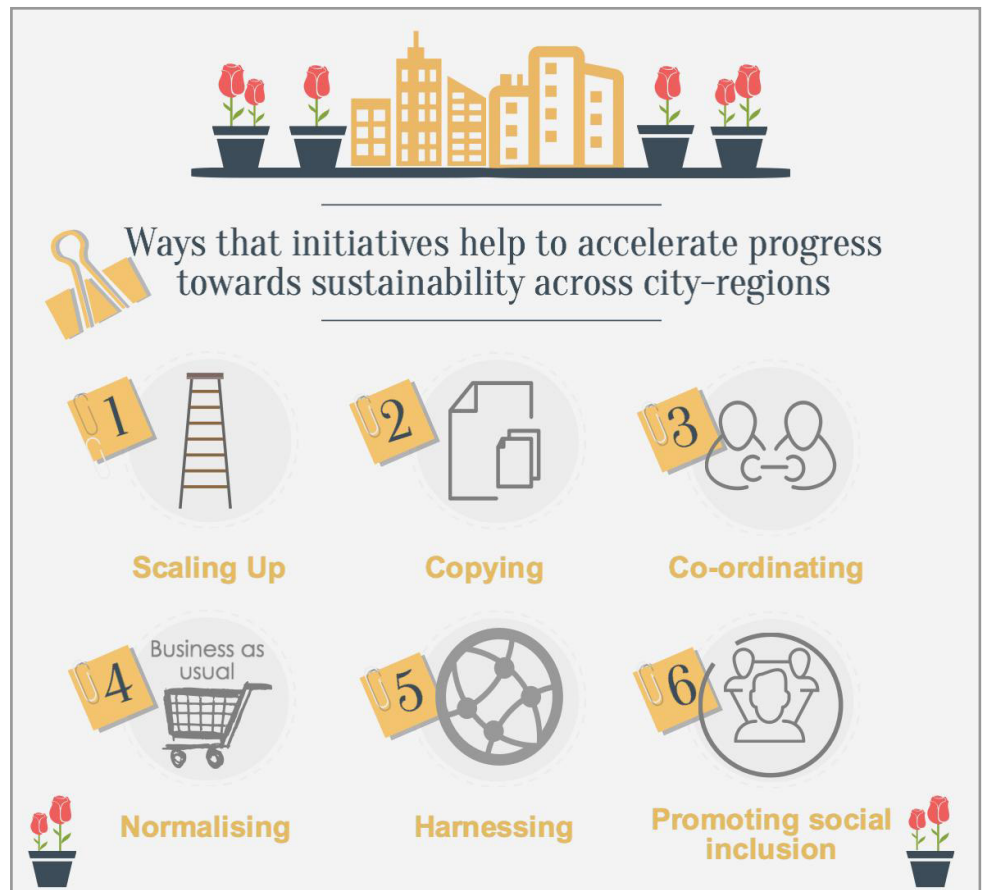 Ways that initiatives help to accelerate progress
towards sustainability across city-regions
1
Scaling Up
2
Copying
3
Co-ordinating
4
Business as
usual
Normalising
5
Harnessing
6
Promoting social
inclusion